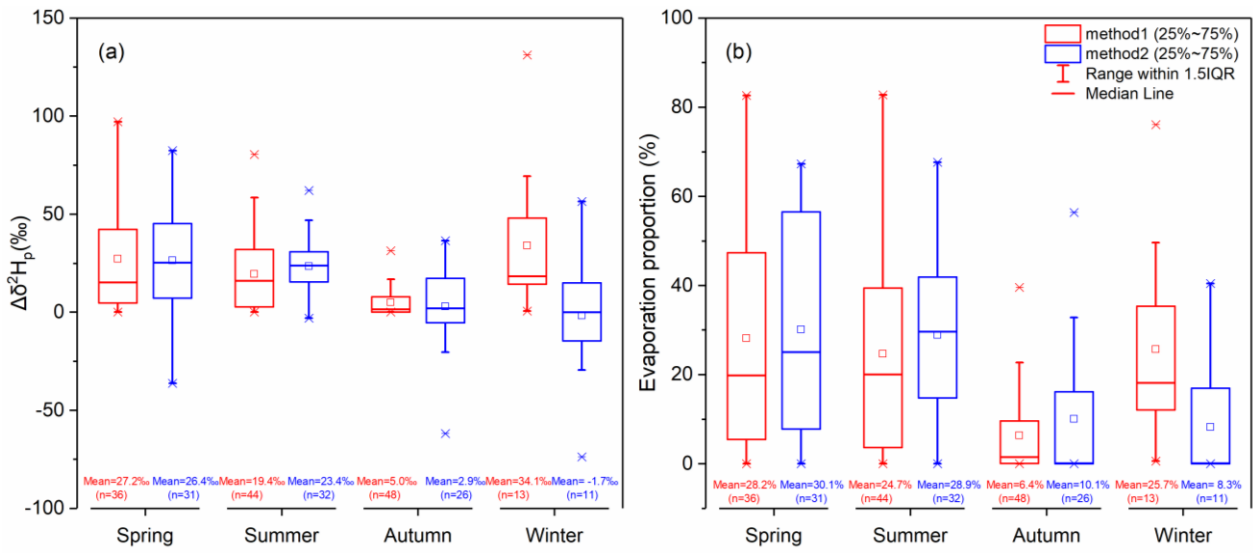 (a)
150
100
50
0
-50
-100
Δδ²Hₚ(‰)
Mean=27.2‰
(n=36)
Mean=26.4‰
(n=31)
Mean=19.4‰
(n=44)
Mean=23.4‰
(n=32)
Mean=5.0‰
(n=48)
Mean=2.9‰
(n=26)
Mean=34.1‰
(n=13)
Mean= -1.7‰
(n=11)
Spring
Summer
Autumn
Winter
(b)
100
80
60
40
20
0
Evaporation proportion (%)
method1 (25%~75%)
method2 (25%~75%)
Range within 1.5IQR
Median Line
Mean=28.2%
(n=36)
Mean=30.1%
(n=31)
Mean=24.7%
(n=44)
Mean=28.9%
(n=32)
Mean=6.4%
(n=48)
Mean=10.1%
(n=26)
Mean=25.7%
(n=13)
Mean= 8.3%
(n=11)
Spring
Summer
Autumn
Winter